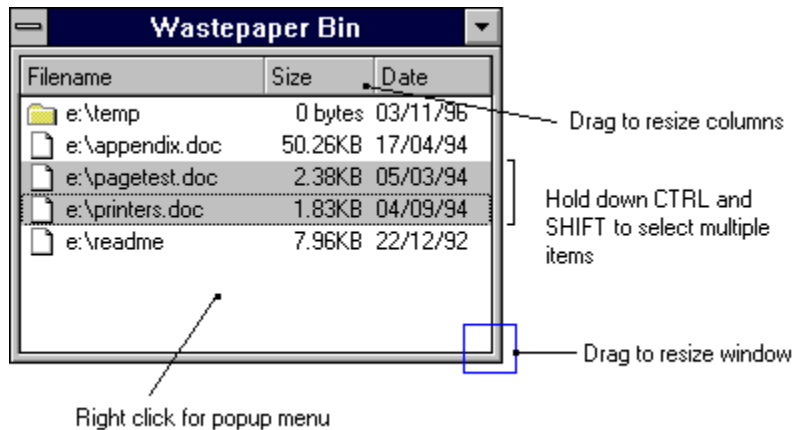 Wastepaper Bin
Filename Size Date
e:\temp 0 bytes 03/11/96
e:\appendix.doc 50.26KB 17/04/94
e:\pagetest.doc 2.38KB 05/03/94
e:\printers.doc 1.83KB 04/09/94
e:\readme 7.96KB 22/12/92
Drag to resize columns
Hold down CTRL and
SHIFT to select multiple
items
Drag to resize window
Right click for popup menu